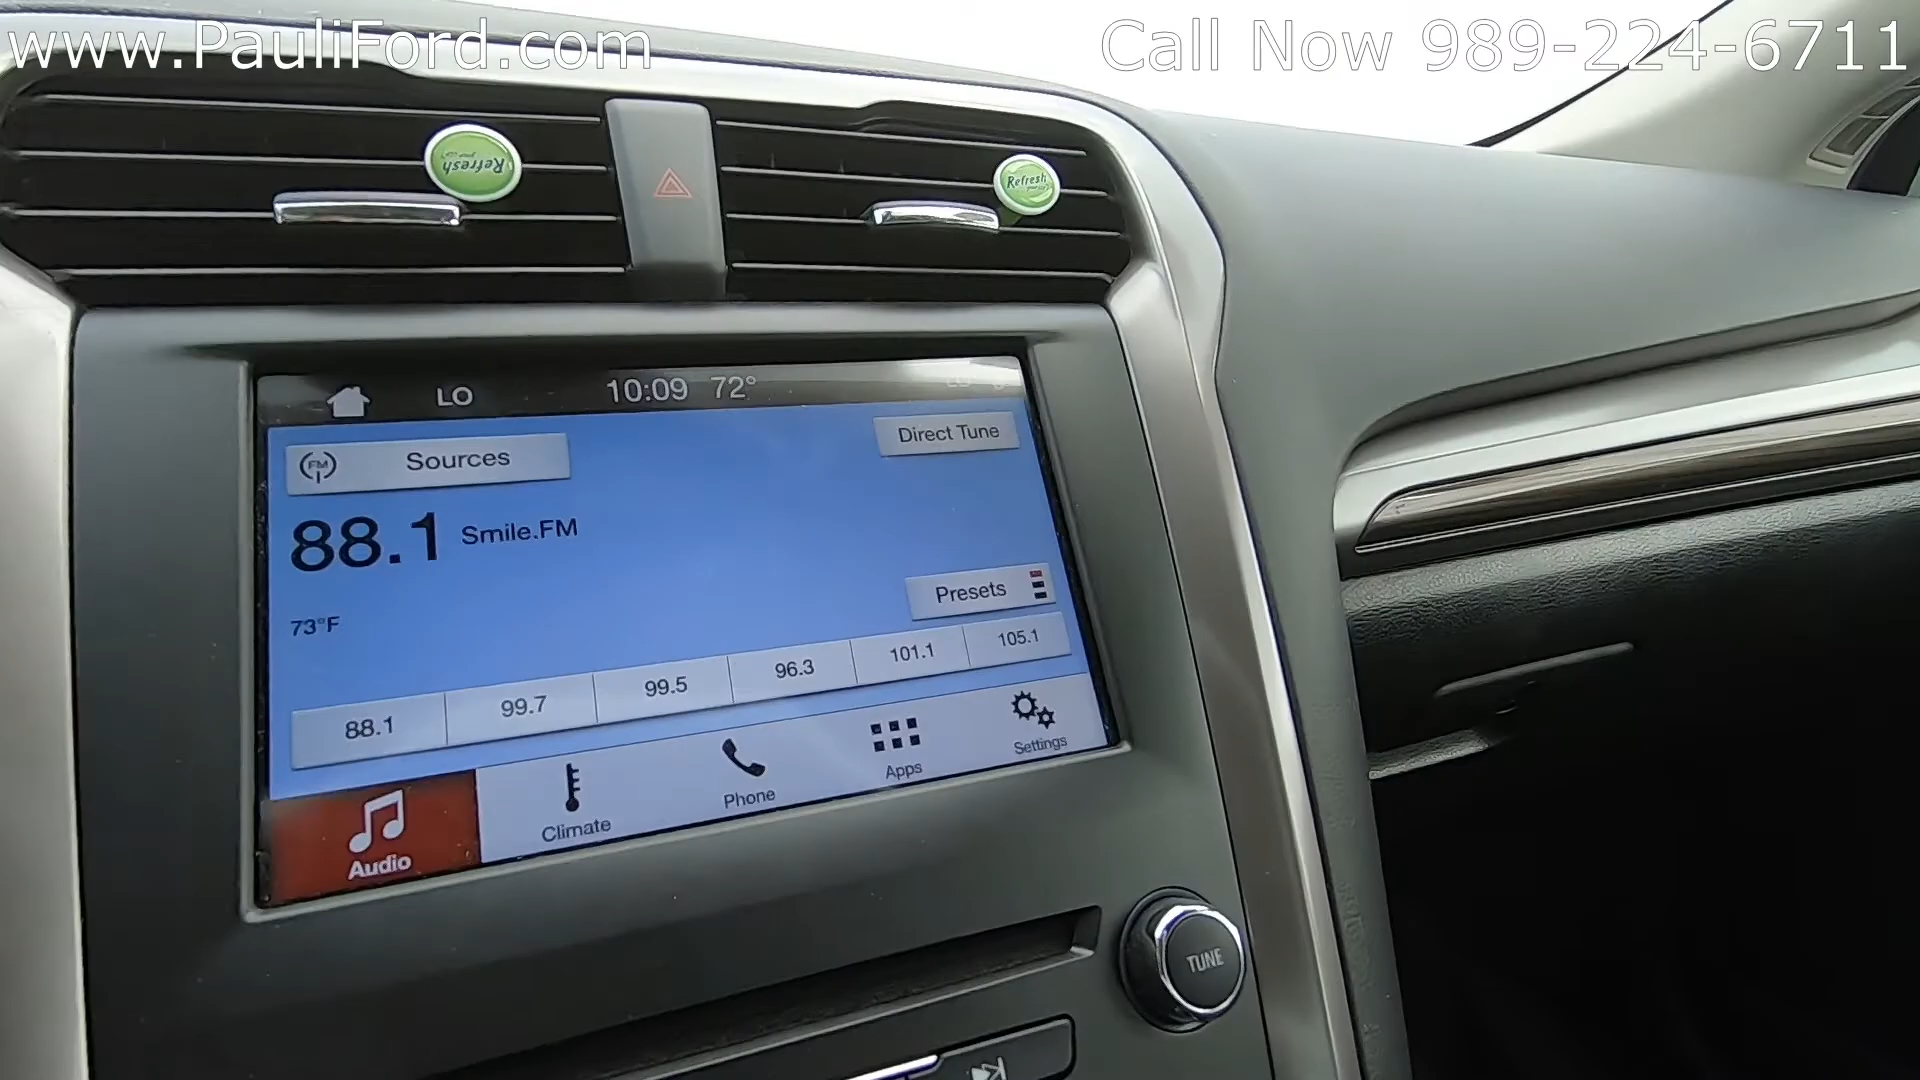 www.PauliFord.com
Call Now 989-224-6711
Refresh
Refresh
LO
10:09 72°
LO
FM
Sources
Direct Tune
88.1 Smile.FM
73°F
Presets
88.1
99.7
99.5
96.3
101.1
105.1
Audio
Climate
Phone
Apps
Settings
TUNE